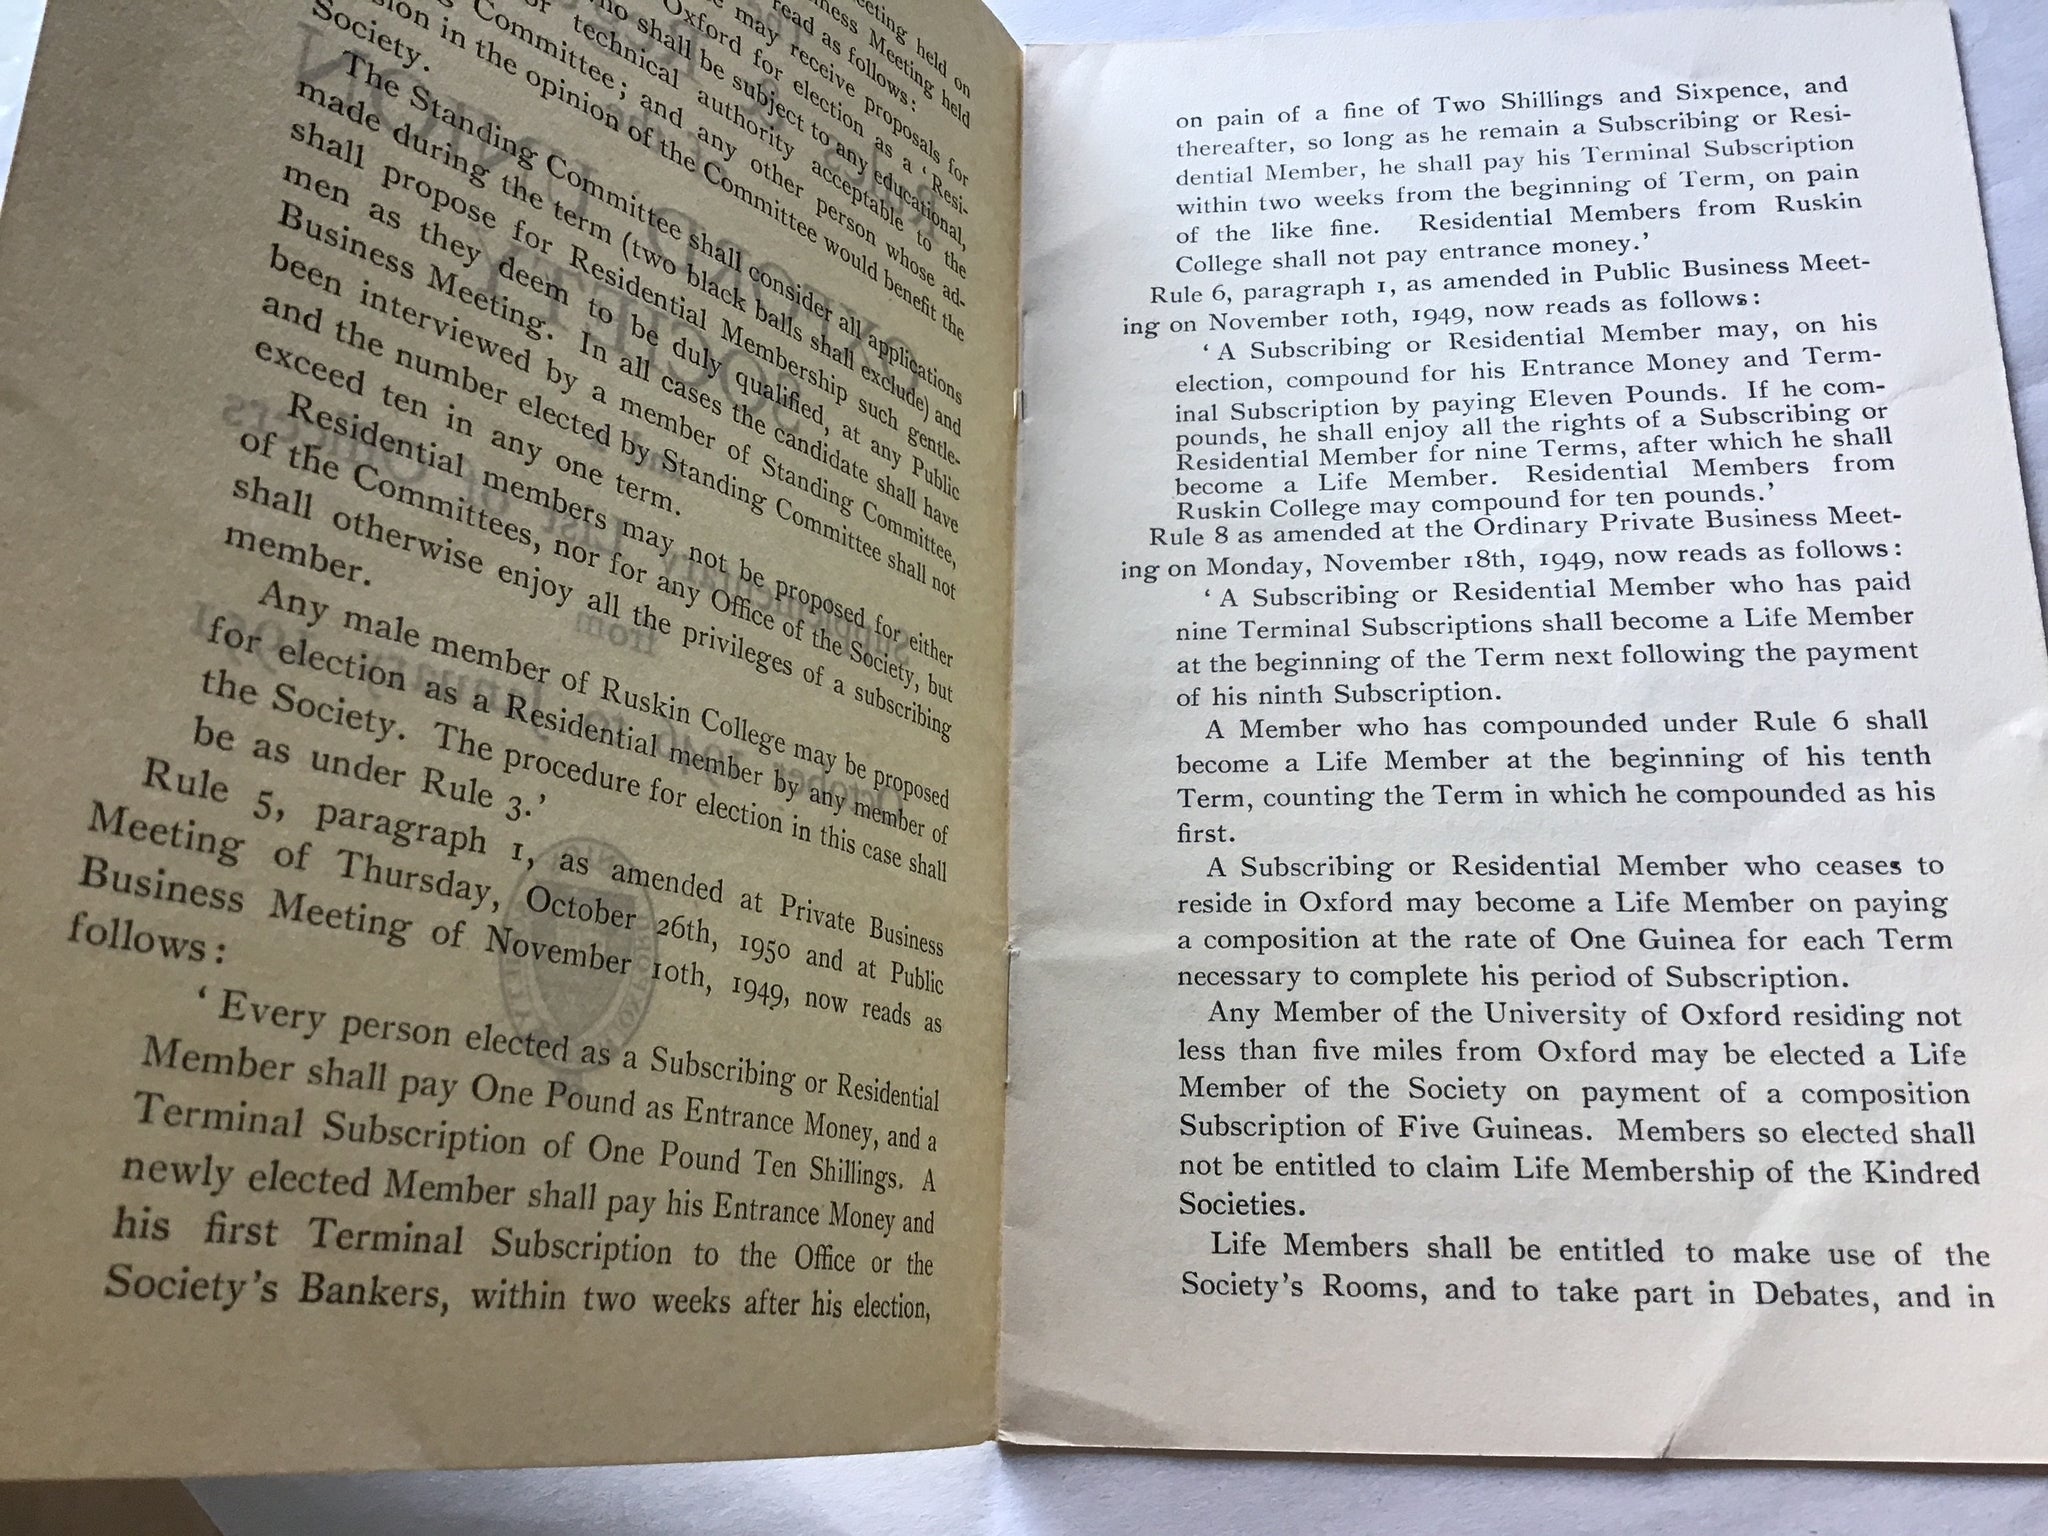 held on
Meeting held
read as follows:
may receive proposals for
Oxford for election as a ‘ Resi-
who shall be subject to any educational,
or technical authority acceptable to the
Committee; and any other person whose ad-
in the opinion of the Committee would benefit the
Society.
The Standing Committee shall consider all applications
made during the term (two black balls shall exclude) and
shall propose for Residential Membership such gentle-
men as they deem to be duly qualified, at any Public
Business Meeting. In all cases the candidate shall have
been interviewed by a member of Standing Committee,
and the number elected by Standing Committee shall not
exceed ten in any one term.
Residential members may not be proposed for either
of the Committees, nor for any Office of the Society, but
shall otherwise enjoy all the privileges of a subscribing
member.
Any male member of Ruskin College may be proposed
for election as a Residential member by any member of
the Society. The procedure for election in this case shall
be as under Rule 3.’
Rule 5, paragraph 1, as amended at Private Business
Meeting of Thursday, October 26th, 1950 and at Public
Business Meeting of November 10th, 1949, now reads as
follows:
‘ Every person elected as a Subscribing or Residential
Member shall pay One Pound as Entrance Money, and a
Terminal Subscription of One Pound Ten Shillings. A
newly elected Member shall pay his Entrance Money and
his first Terminal Subscription to the Office or the
Society’s Bankers, within two weeks after his election,
on pain of a fine of Two Shillings and Sixpence, and
thereafter, so long as he remain a Subscribing or Resi-
dential Member, he shall pay his Terminal Subscription
within two weeks from the beginning of Term, on pain
of the like fine. Residential Members from Ruskin
College shall not pay entrance money.’
Rule 6, paragraph 1, as amended in Public Business Meet-
ing on November 10th, 1949, now reads as follows:
‘ A Subscribing or Residential Member may, on his
election, compound for his Entrance Money and Term-
inal Subscription by paying Eleven Pounds. If he com-
pounds, he shall enjoy all the rights of a Subscribing or
Residential Member for nine Terms, after which he shall
become a Life Member. Residential Members from
Ruskin College may compound for ten pounds.’
Rule 8 as amended at the Ordinary Private Business Meet-
ing on Monday, November 18th, 1949, now reads as follows:
‘ A Subscribing or Residential Member who has paid
nine Terminal Subscriptions shall become a Life Member
at the beginning of the Term next following the payment
of his ninth Subscription.
A Member who has compounded under Rule 6 shall
become a Life Member at the beginning of his tenth
Term, counting the Term in which he compounded as his
first.
A Subscribing or Residential Member who ceases to
reside in Oxford may become a Life Member on paying
a composition at the rate of One Guinea for each Term
necessary to complete his period of Subscription.
Any Member of the University of Oxford residing not
less than five miles from Oxford may be elected a Life
Member of the Society on payment of a composition
Subscription of Five Guineas. Members so elected shall
not be entitled to claim Life Membership of the Kindred
Societies.
Life Members shall be entitled to make use of the
Society’s Rooms, and to take part in Debates, and in